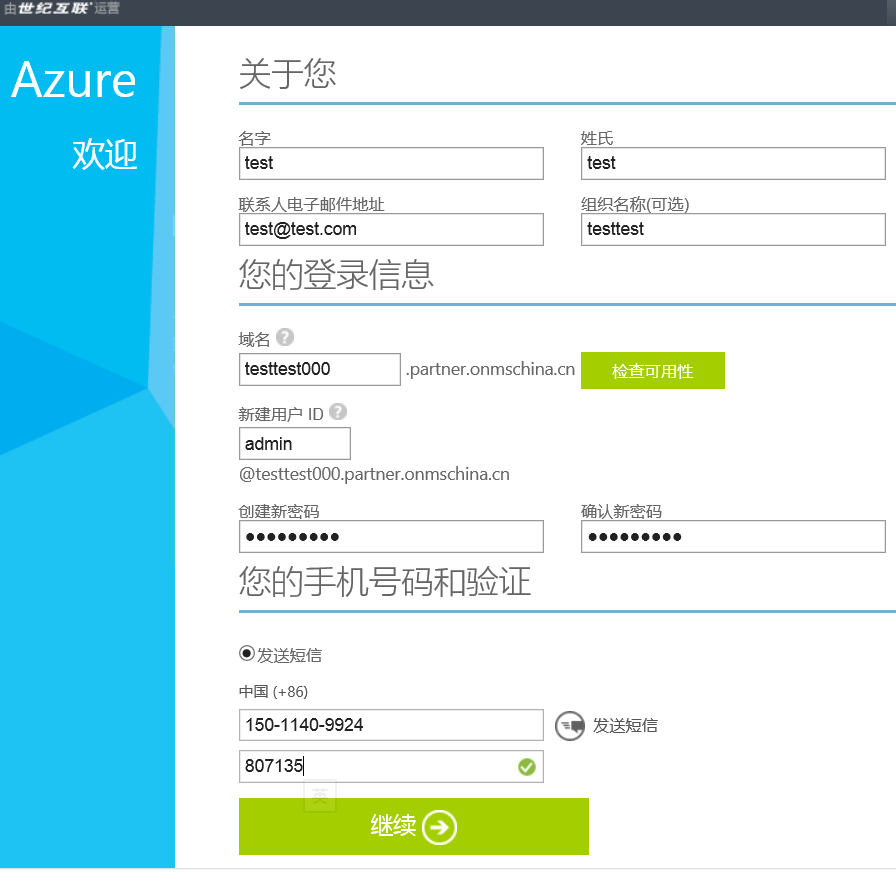 由世纪互联运营
Azure
欢迎
关于您
名字 姓氏
test test
联系人电子邮件地址 组织名称(可选)
test@test.com testtest
您的登录信息
域名 ?
testtest000 .partner.onmschina.cn 检查可用性
新建用户 ID ?
admin
@testtest000.partner.onmschina.cn
创建新密码 确认新密码
●●●●●●●●● ●●●●●●●●●
您的手机号码和验证
发送短信
中国 (+86)
150-1140-9924 发送短信
807135
英
继续